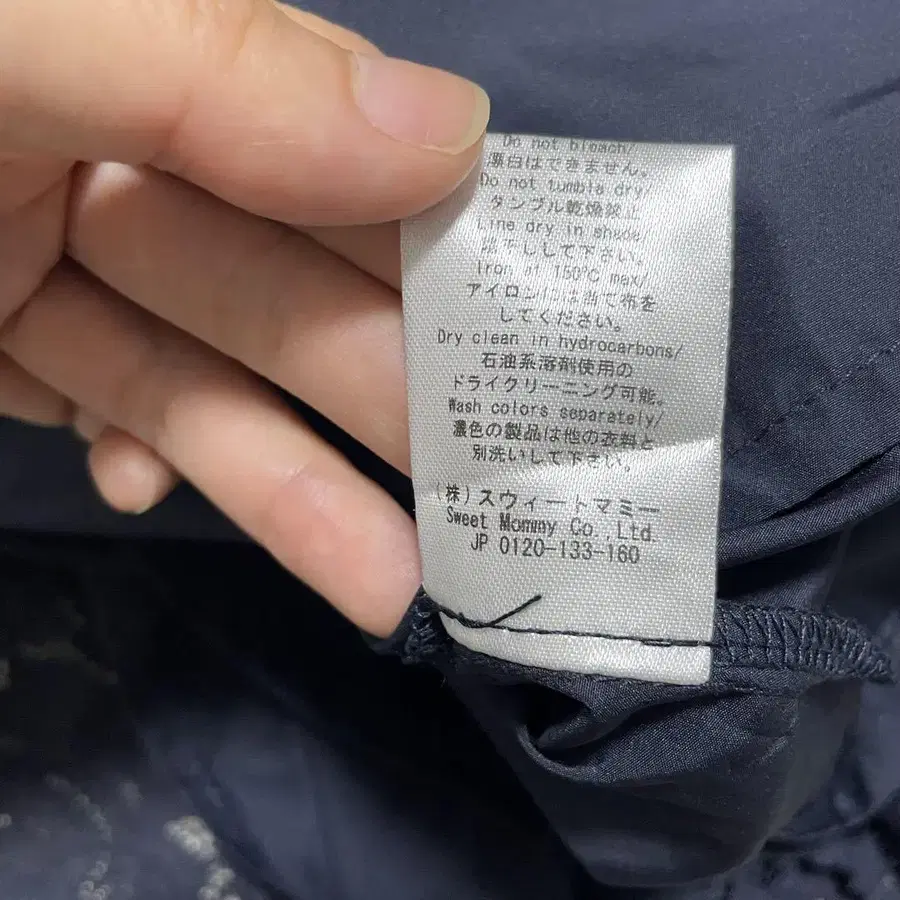 Do not bleach/
漂白はできません。
Do not tumble dry/
タンブル乾燥禁止
Line dry in shade
陰干しして下さい。
Iron at 150℃ max/
アイロンには当て布を
してください。
Dry clean in hydrocarbons/
石油系溶剤使用の
ドライクリーニング可能。
Wash colors separately/
濃色の製品は他の衣料と
別洗いして下さい。
(株)スウィートマミー
Sweet Mommy Co.,Ltd.
JP 0120-133-160